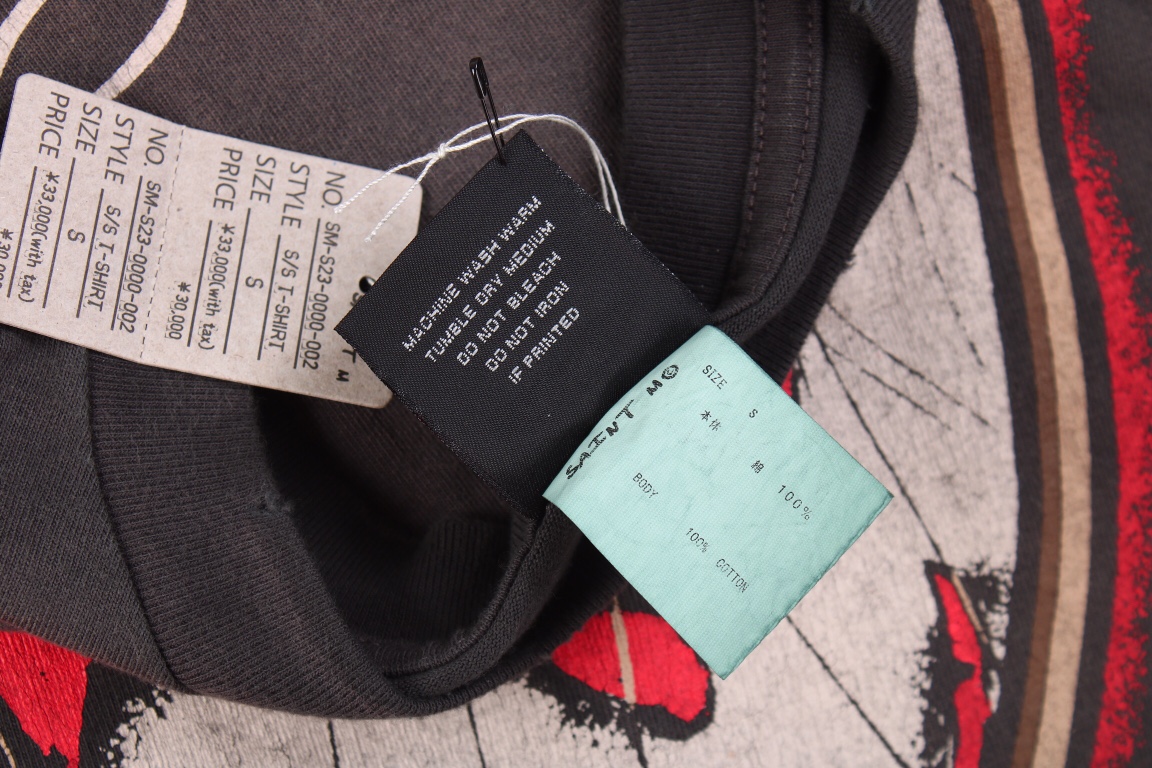 NO. SM-S23-0000-002
STYLE S/S T-SHIRT
SIZE S
PRICE ¥33,000(with tax)
¥30,000
NO. SM-S23-0000-002
STYLE S/S T-SHIRT
SIZE S
PRICE ¥33,000(with tax)
MACHINE WASH WARM
TUMBLE DRY MEDIUM
DO NOT BLEACH
DO NOT IRON
IF PRINTED
SIZE S
本体 綿 100%
BODY 100% COTTON